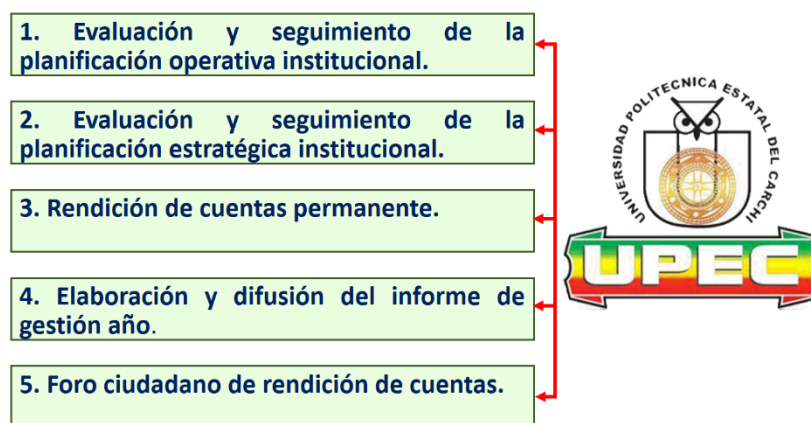 1. Evaluación y seguimiento de la
planificación operativa institucional.
2. Evaluación y seguimiento de la
planificación estratégica institucional.
3. Rendición de cuentas permanente.
4. Elaboración y difusión del informe de
gestión año.
5. Foro ciudadano de rendición de cuentas.
UNIVERSIDAD POLITECNICA ESTATAL DEL CARCHI
UPEC